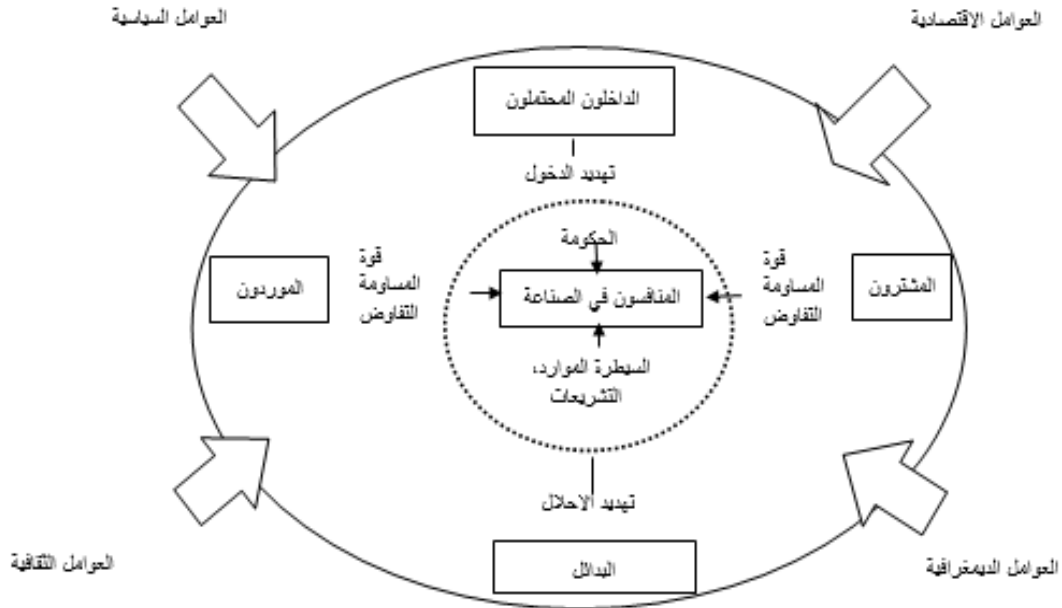 العوامل الاقتصادية
العوامل السياسية
الداخلون المحتملون
تهديد الدخول
الحكومة
المشترون
قوة
المساومة
التفاوض
المنافسون في الصناعة
قوة
المساومة
التفاوض
الموردون
السيطرة الموارد،
التشريعات
تهديد الاحلال
البدائل
العوامل الديمغرافية
العوامل الثقافية